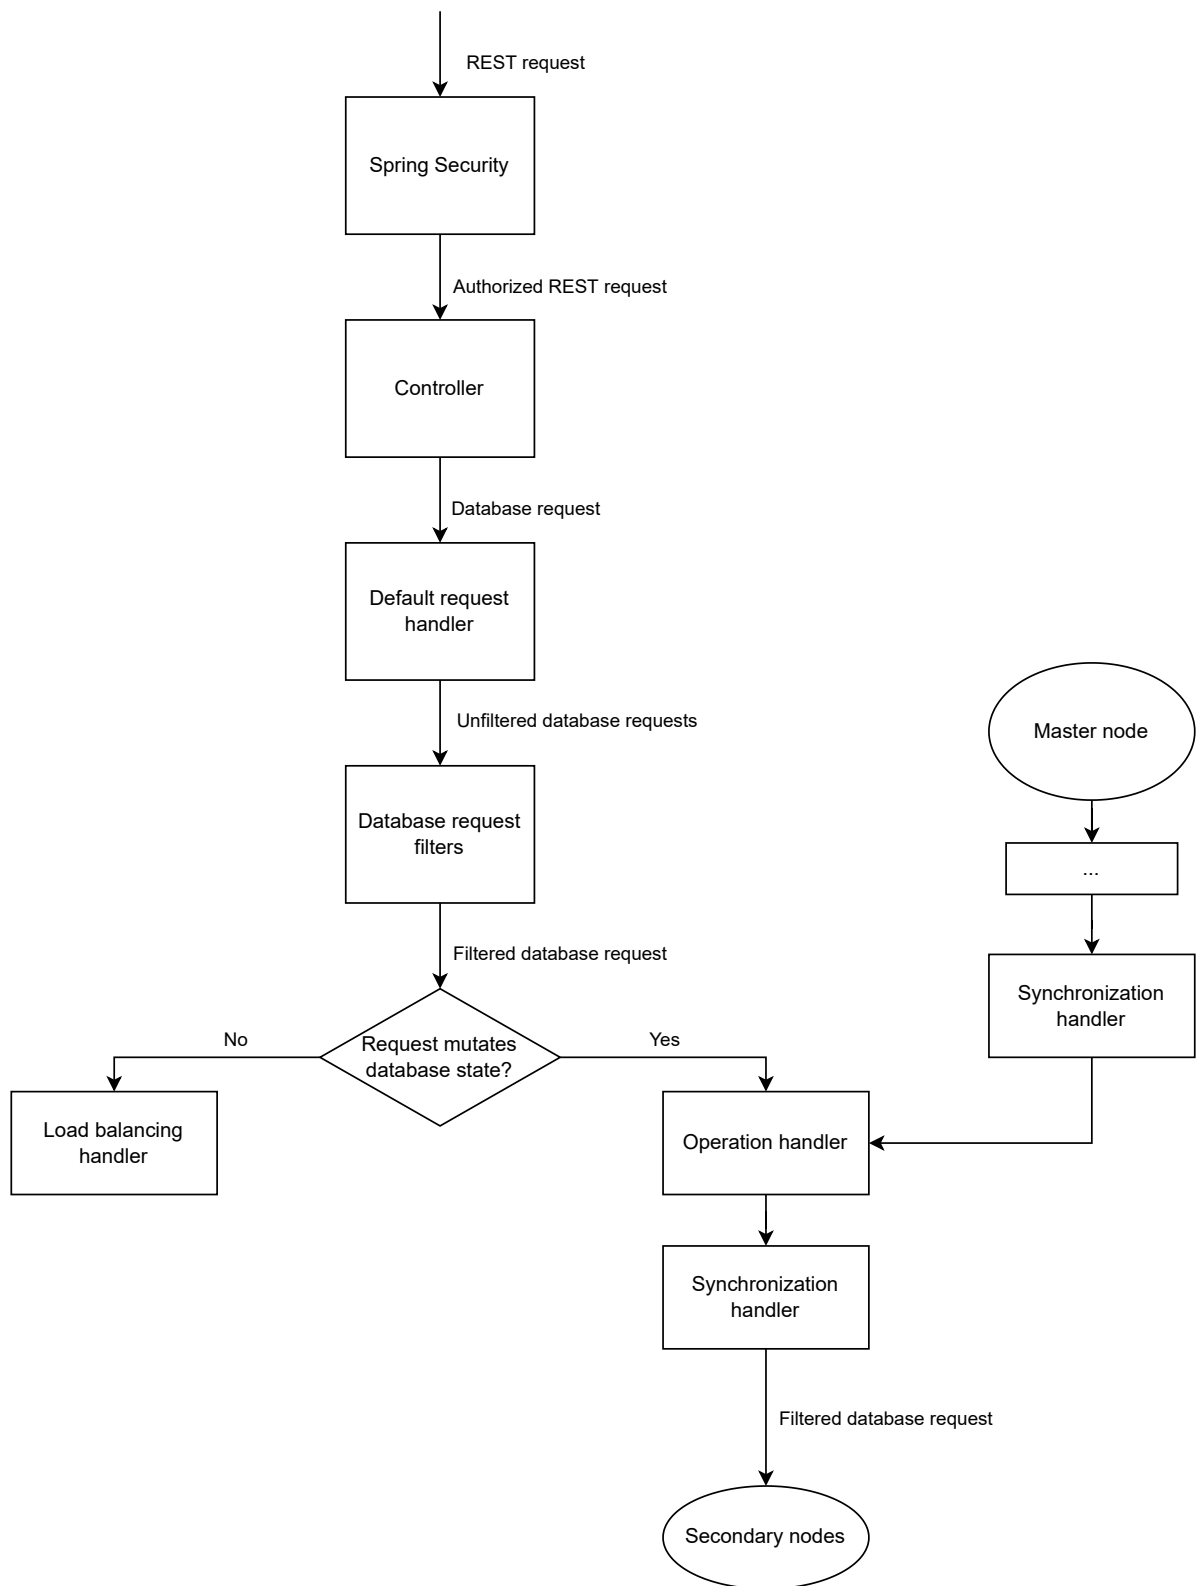 REST request
Spring Security
Authorized REST request
Controller
Database request
Default request
handler
Unfiltered database requests
Master node
Database request
filters
...
Filtered database request
Synchronization
handler
No
Request mutates
database state?
Yes
Load balancing
handler
Operation handler
Synchronization
handler
Filtered database request
Secondary nodes